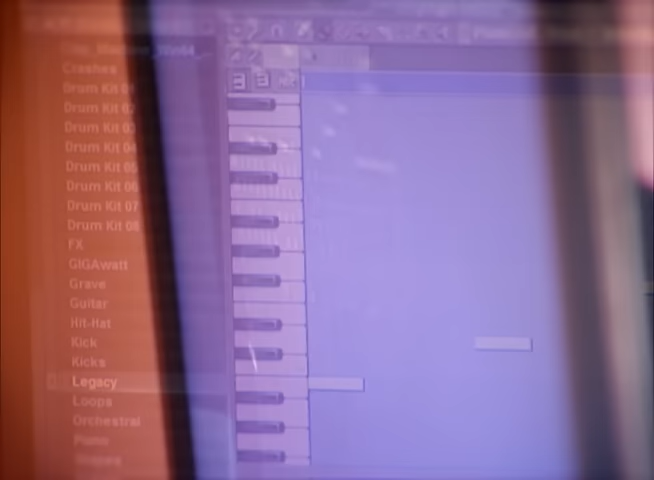 Crashes
Drum Kit 01
Drum Kit 02
Drum Kit 03
Drum Kit 04
Drum Kit 05
Drum Kit 06
Drum Kit 07
Drum Kit 08
FX
GIGAwatt
Grave
Guitar
Hit-Hat
Kick
Kicks
Legacy
Loops
Orchestral
Piano